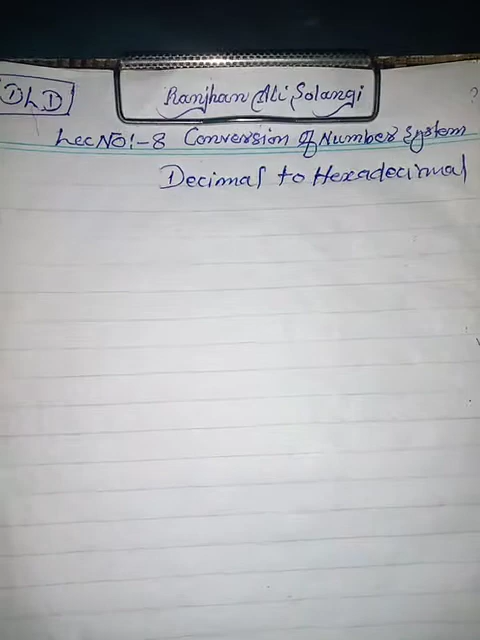 DLD
Ranjhan Ali Solangi
Lec NO:- 8 Conversion of Number System
Decimal to Hexadecimal